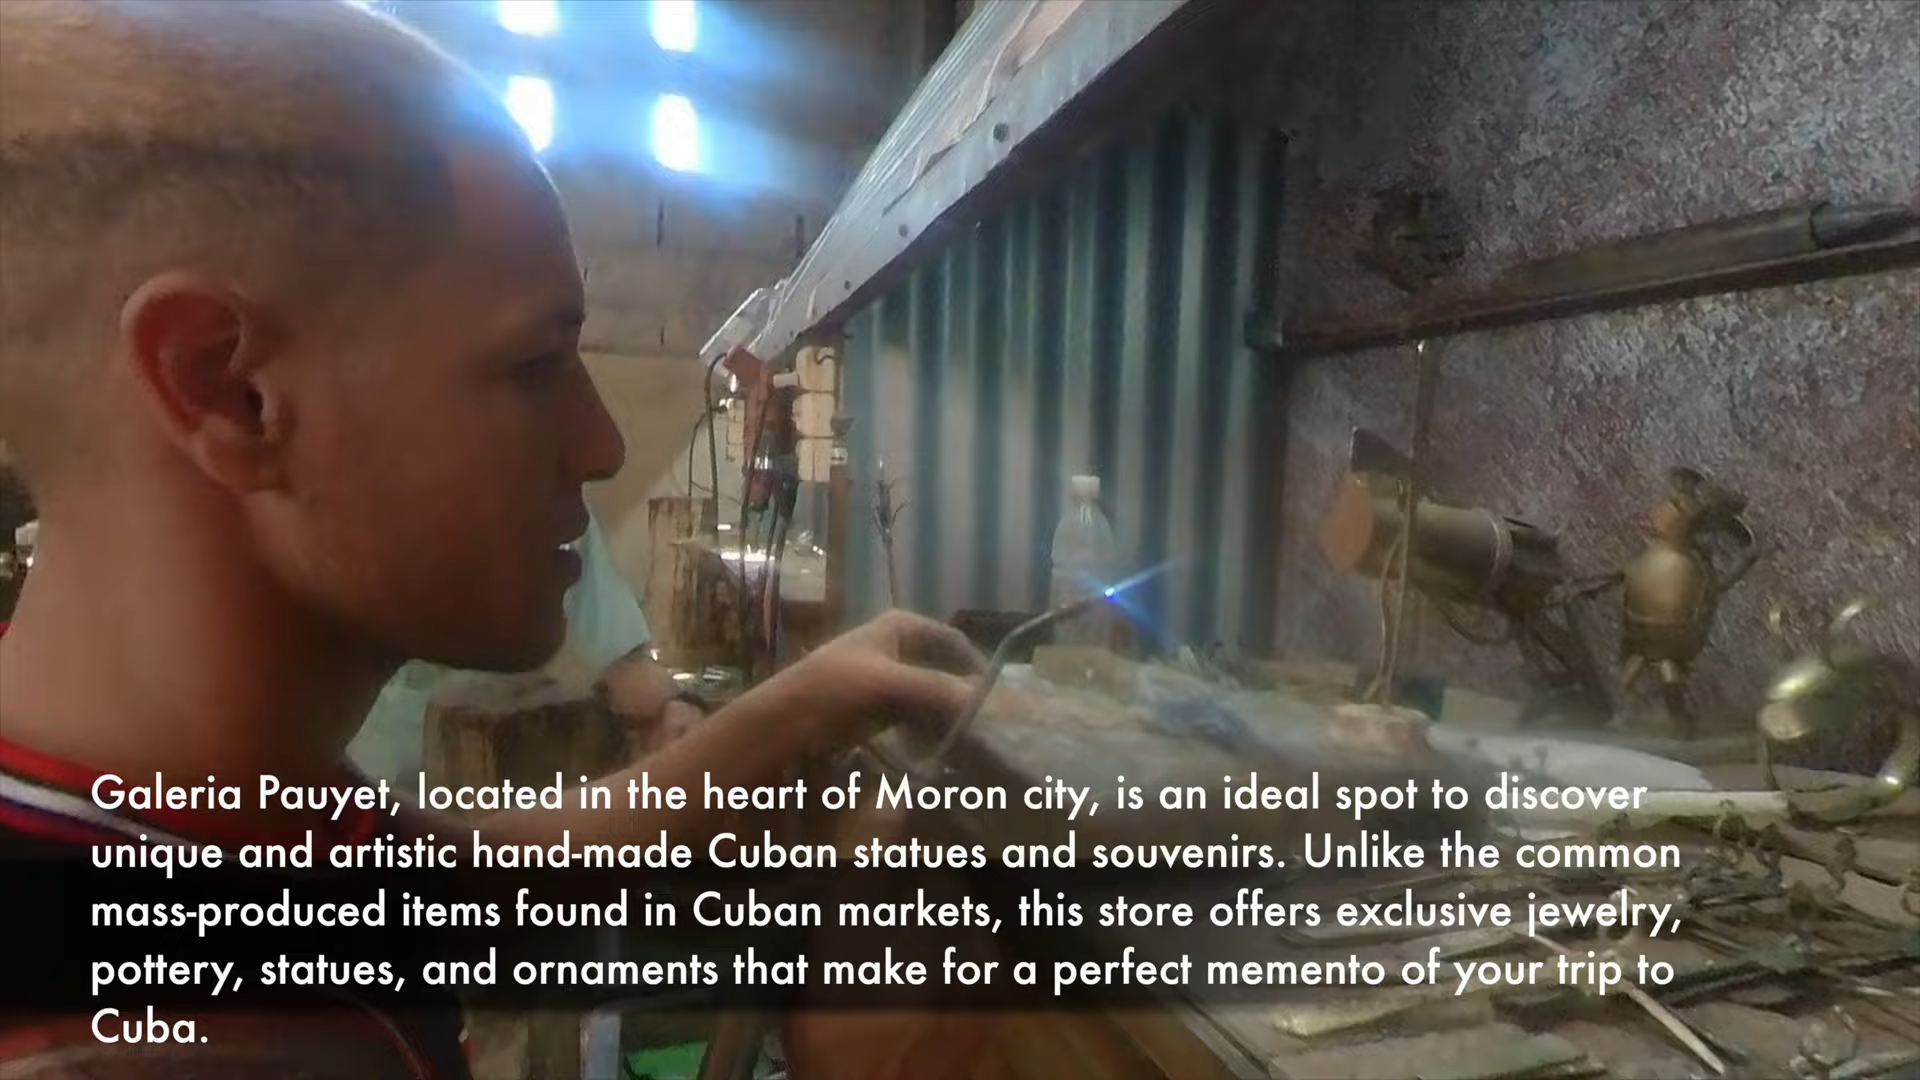 Galeria Pauyet, located in the heart of Moron city, is an ideal spot to discover
unique and artistic hand-made Cuban statues and souvenirs. Unlike the common
mass-produced items found in Cuban markets, this store offers exclusive jewelry,
pottery, statues, and ornaments that make for a perfect memento of your trip to
Cuba.